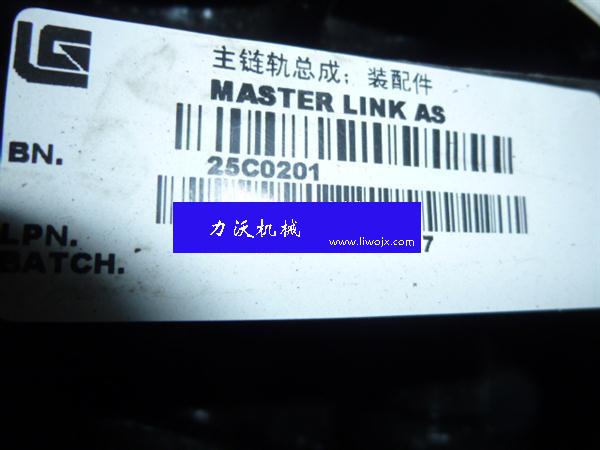 主链轨总成；装配件
MASTER LINK AS
BN.
25C0201
力沃机械
www.liwojx.com
7
LPN.
BATCH.